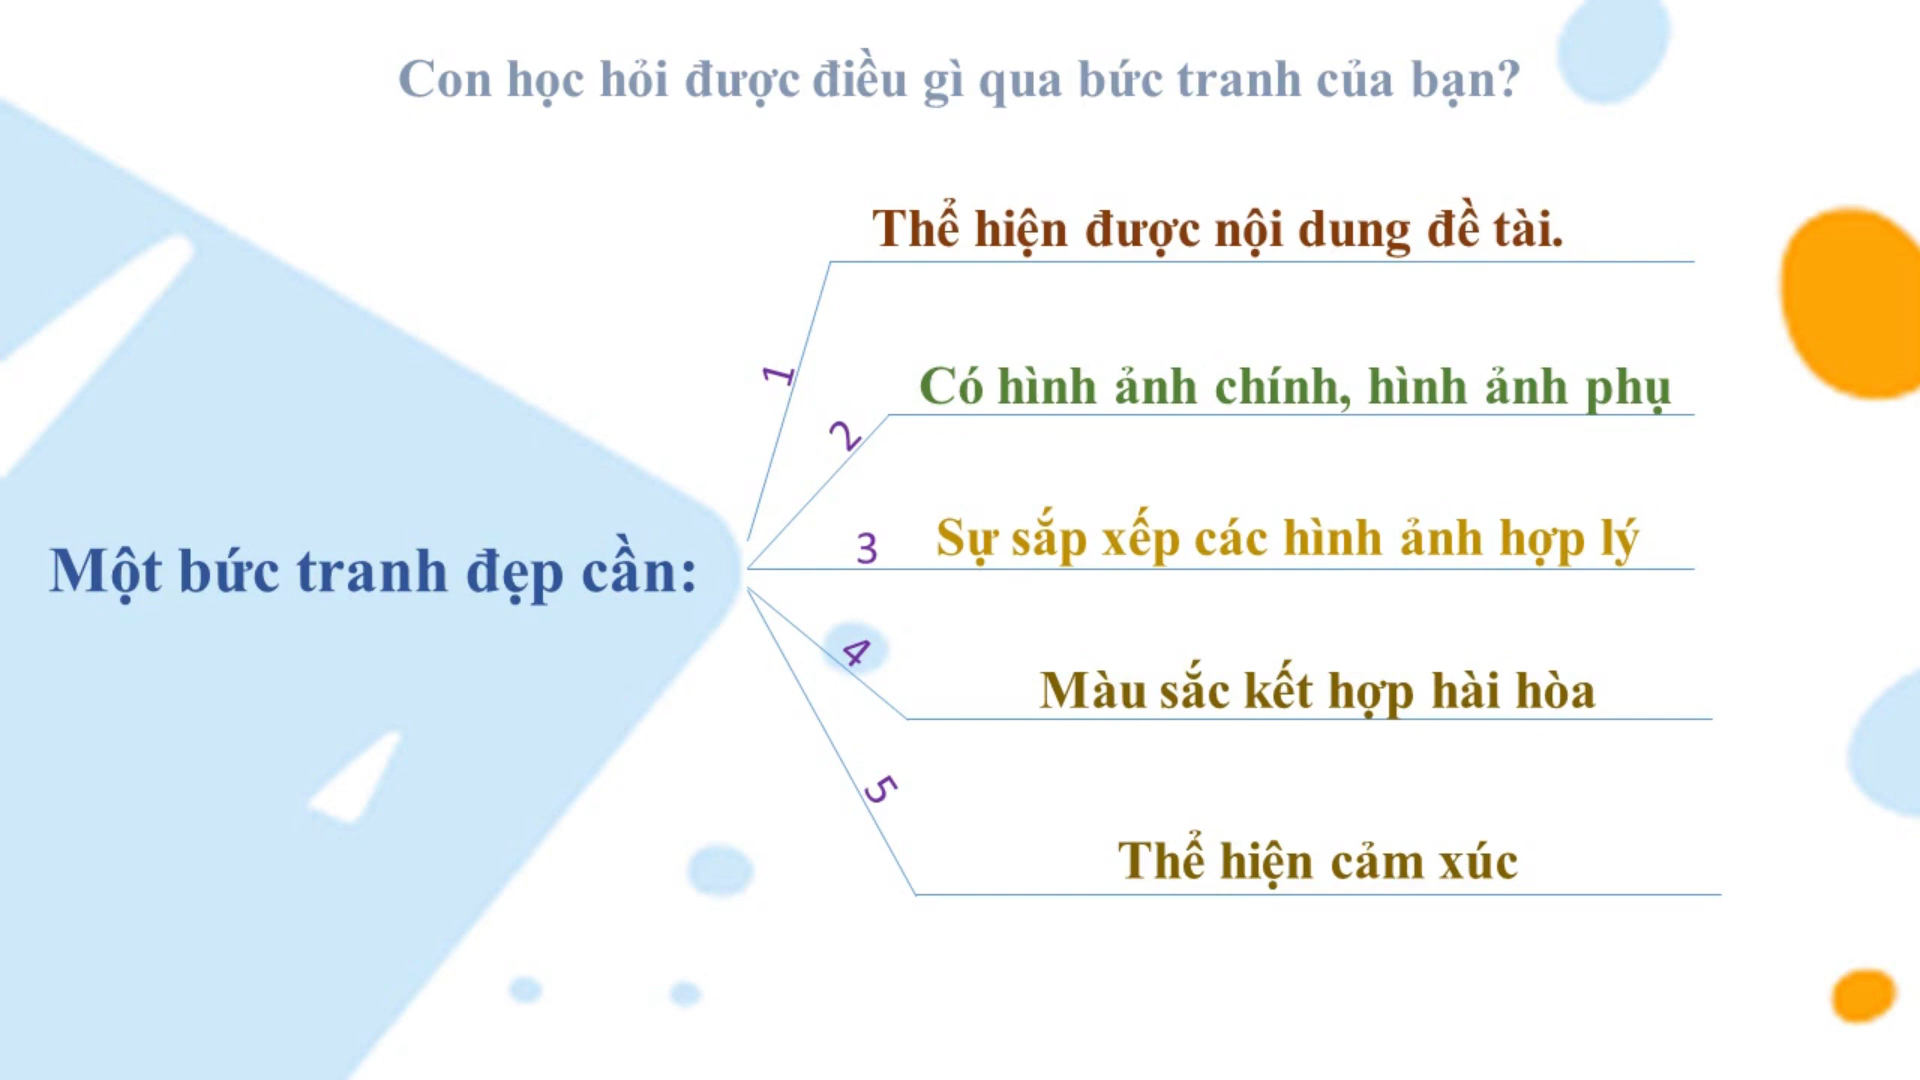 Con học hỏi được điều gì qua bức tranh của bạn?
Một bức tranh đẹp cần:
1
Thể hiện được nội dung đề tài.
2
Có hình ảnh chính, hình ảnh phụ
3
Sự sắp xếp các hình ảnh hợp lý
4
Màu sắc kết hợp hài hòa
5
Thể hiện cảm xúc